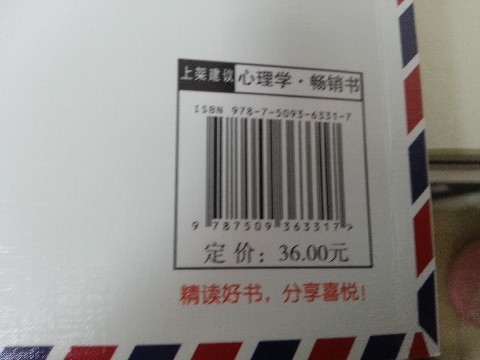 上架建议 心理学·畅销书
ISBN 978-7-5093-6331-7
9 787509 363317>
定价：36.00元
精读好书，分享喜悦！